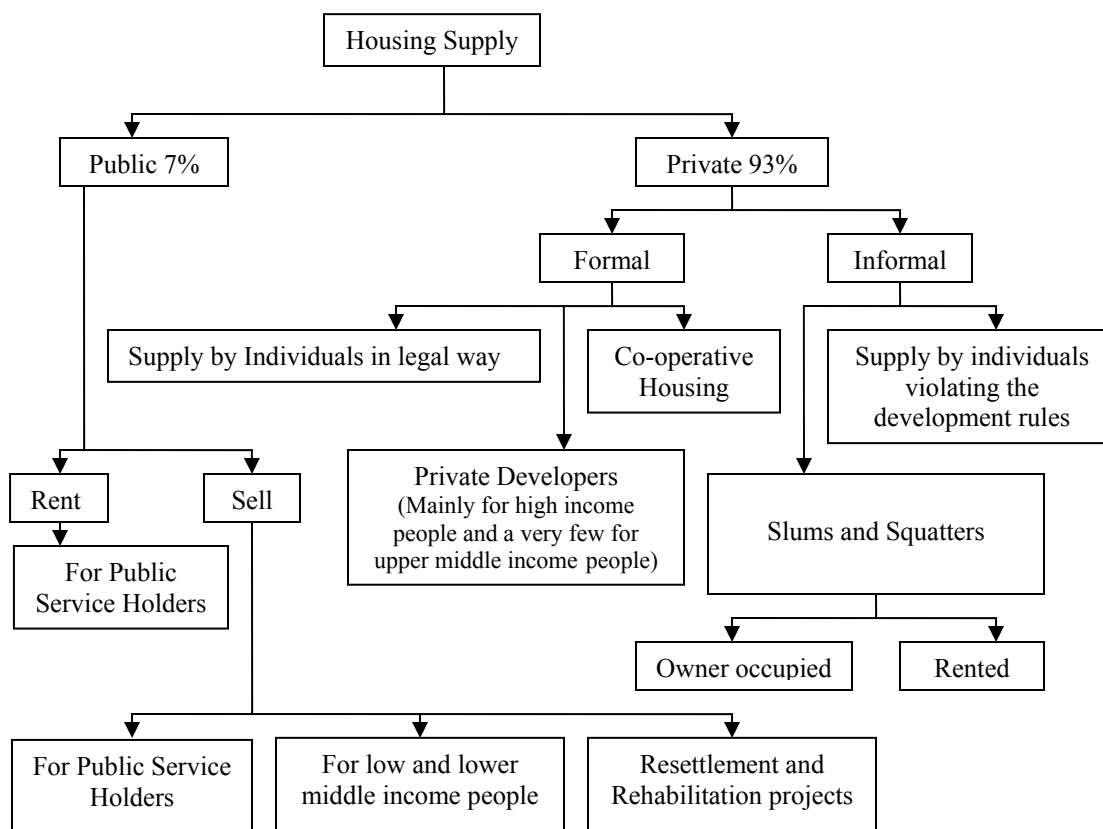 Housing Supply
Public 7%
Private 93%
Formal
Informal
Supply by Individuals in legal way
Co-operative
Housing
Supply by individuals
violating the
development rules
Rent
Sell
Private Developers
(Mainly for high income
people and a very few for
upper middle income people)
Slums and Squatters
For Public
Service Holders
Owner occupied
Rented
For Public Service
Holders
For low and lower
middle income people
Resettlement and
Rehabilitation projects